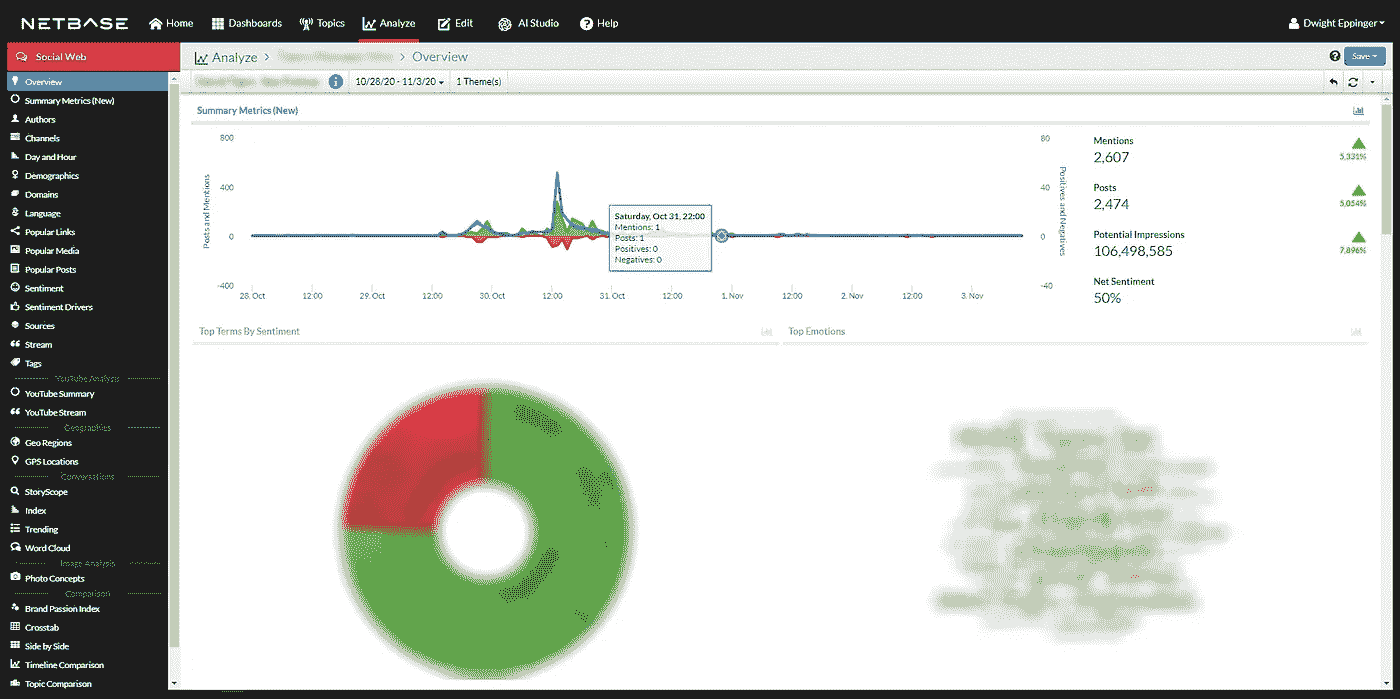 NETBASE Home Dashboards Topics Analyze Edit AI Studio Help Dwight Eppinger
Social Web
Analyze > > Overview
Save
10/28/20 - 11/3/20 1 Theme(s)
Overview
Summary Metrics (New)
Authors
Channels
Day and Hour
Demographics
Domains
Language
Popular Links
Popular Media
Popular Posts
Sentiment
Sentiment Drivers
Sources
Stream
Tags
YouTube Analysis
YouTube Summary
YouTube Stream
Geographics
Geo Regions
GPS Locations
Conversations
StoryScope
Index
Trending
Word Cloud
Image Analysis
Photo Concepts
Comparison
Brand Passion Index
Crosstab
Side by Side
Timeline Comparison
Topic Comparison
Summary Metrics (New)
Posts and Mentions
800
400
0
-400
80
40
0
-40
Positives and Negatives
Saturday, Oct 31, 22:00
Mentions: 1
Posts: 1
Positives: 0
Negatives: 0
28. Oct 12:00 29. Oct 12:00 30. Oct 12:00 31. Oct 12:00 1. Nov 12:00 2. Nov 12:00 3. Nov
Mentions
2,607
5,331%
Posts
2,474
5,054%
Potential Impressions
106,498,585
7,896%
Net Sentiment
50%
Top Terms By Sentiment
Top Emotions